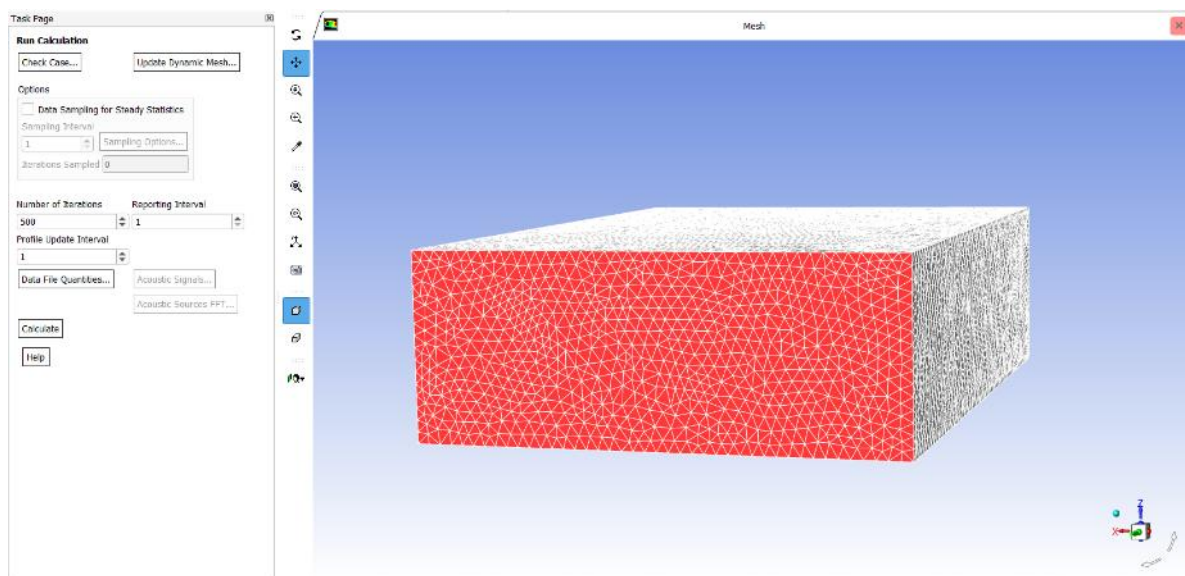 Task Page
Run Calculation
Check Case... Update Dynamic Mesh...
Options
Data Sampling for Steady Statistics
Sampling Interval
1 Sampling Options...
Iterations Sampled 0
Number of Iterations Reporting Interval
500 1
Profile Update Interval
1
Data File Quantities... Acoustic Signals...
Acoustic Sources FFT...
Calculate
Help
Mesh
Z
X